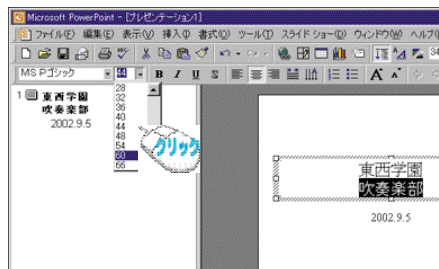 Microsoft PowerPoint - [プレゼンテーション1]
ファイル(F) 編集(E) 表示(V) 挿入(I) 書式(O) ツール(T) スライド ショー(D) ウィンドウ(W) ヘルプ(
MS Pゴシック 44 B I U S A A
1 東西学園
吹奏楽部
2002.9.5
28
32
36
40
44
48
54
60
66
クリック
東西学園
吹奏楽部
2002.9.5